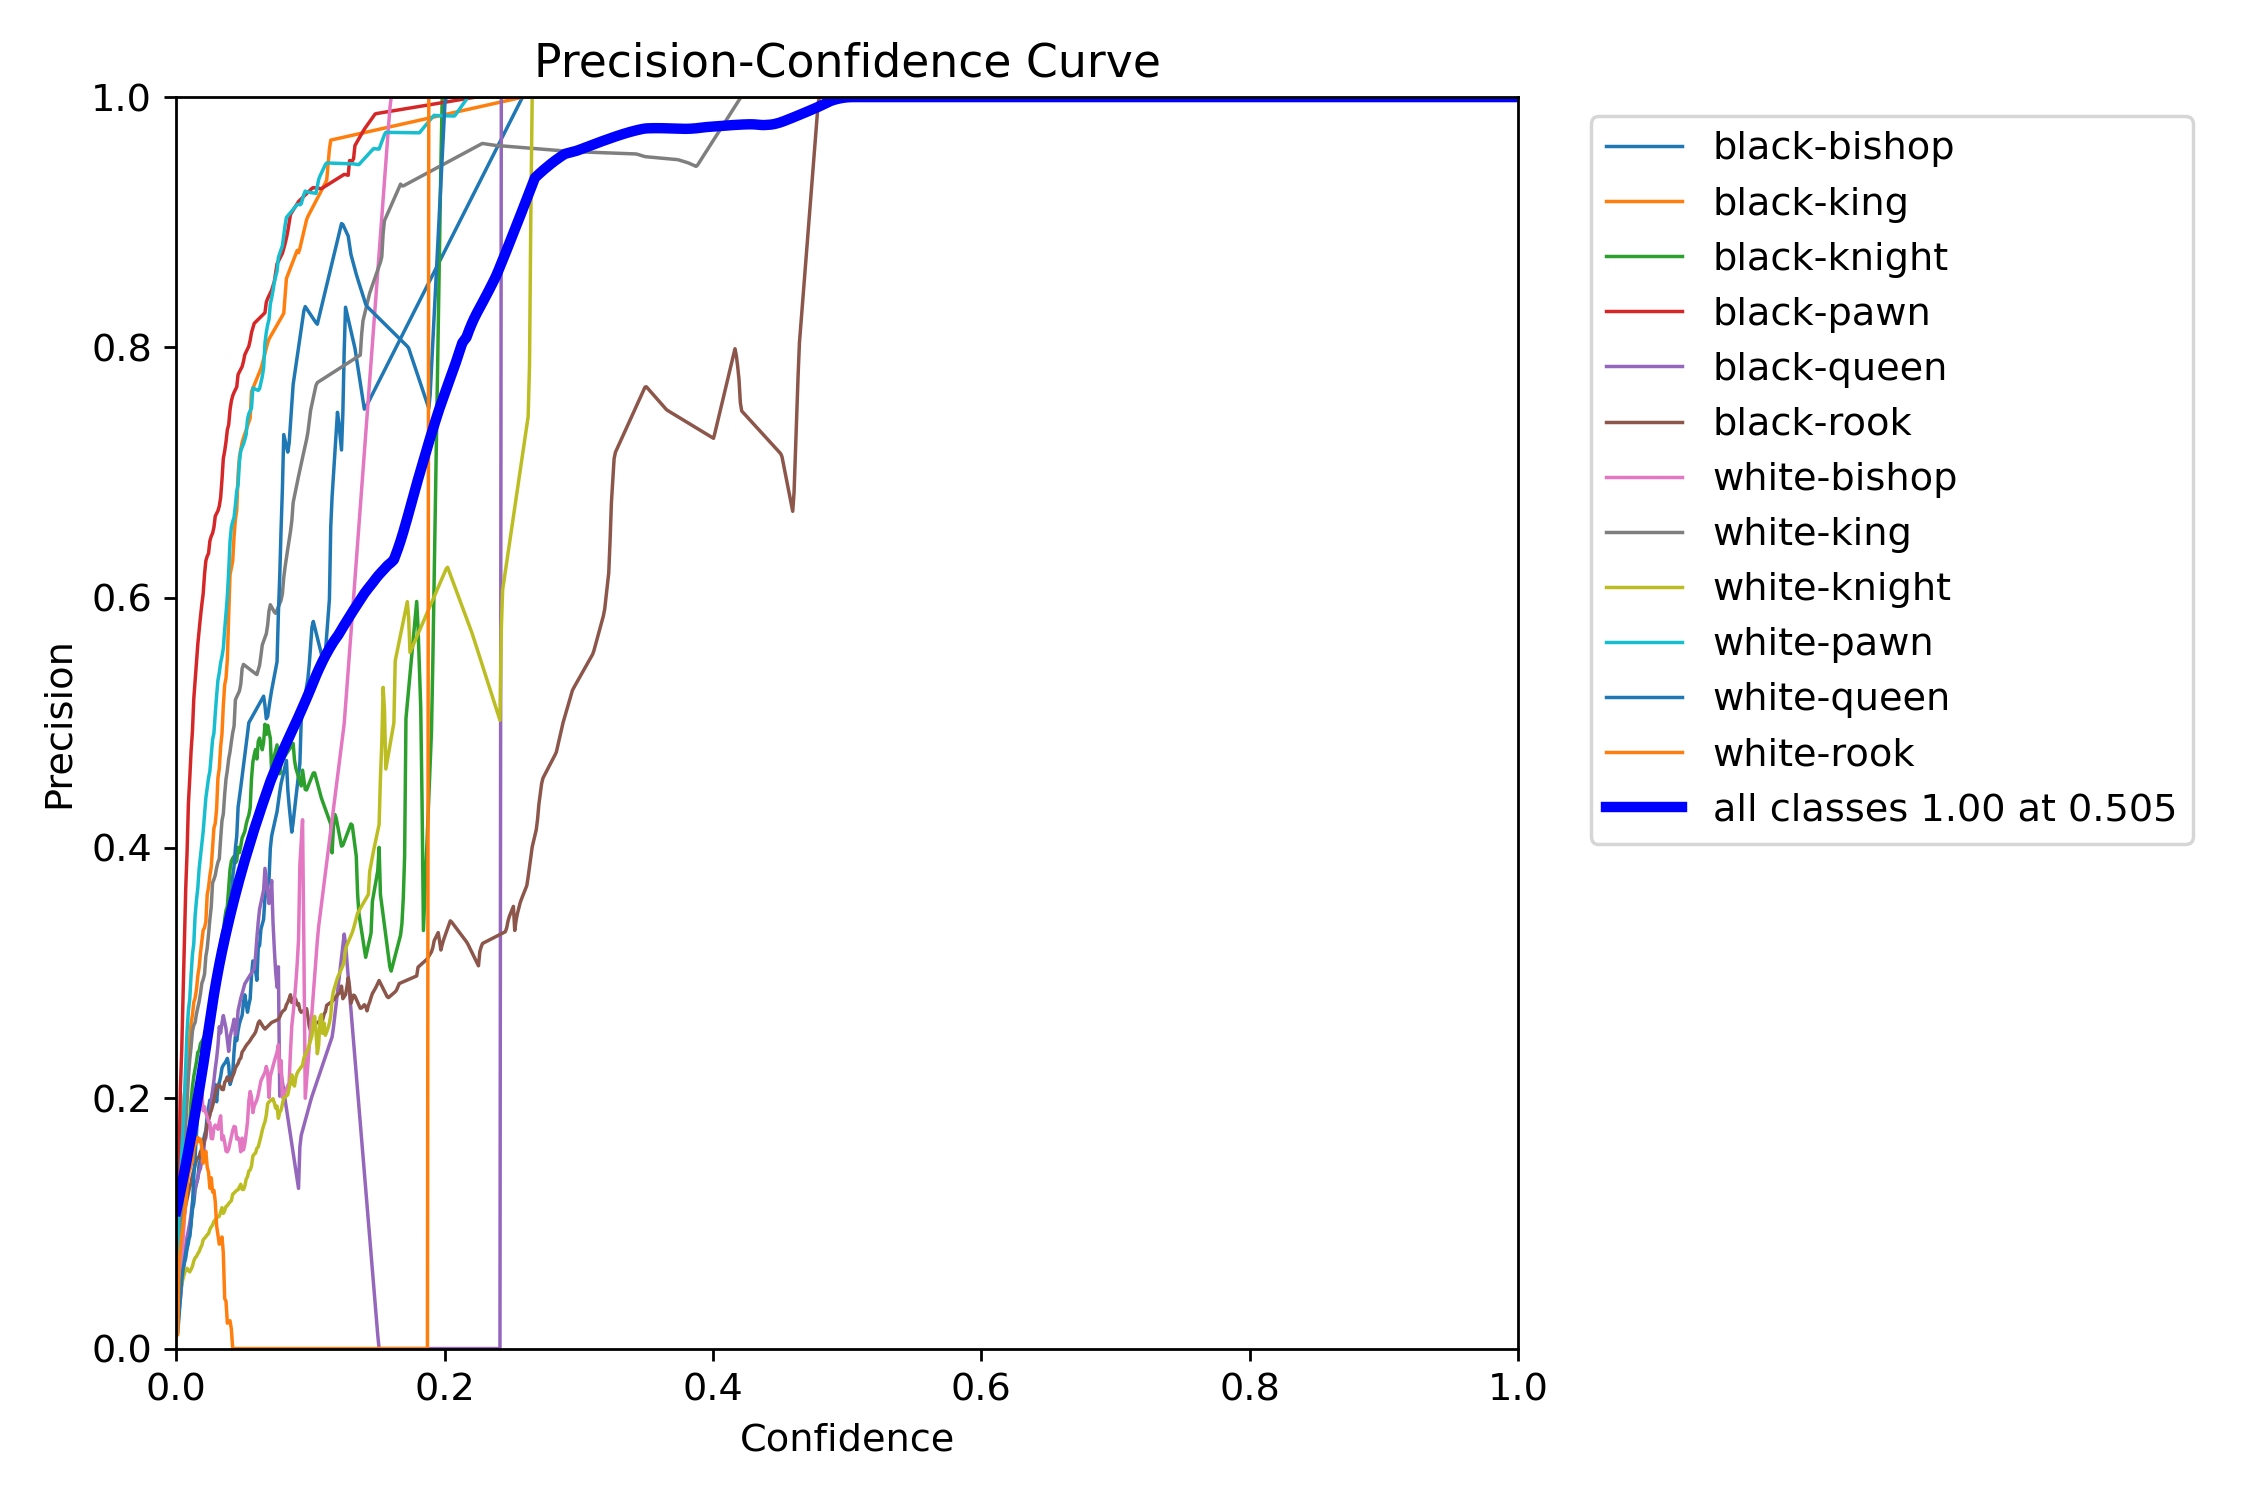 Precision-Confidence Curve
1.0
0.8
0.6
0.4
0.2
0.0
Precision
0.0 0.2 0.4 0.6 0.8 1.0
Confidence
black-bishop
black-king
black-knight
black-pawn
black-queen
black-rook
white-bishop
white-king
white-knight
white-pawn
white-queen
white-rook
all classes 1.00 at 0.505